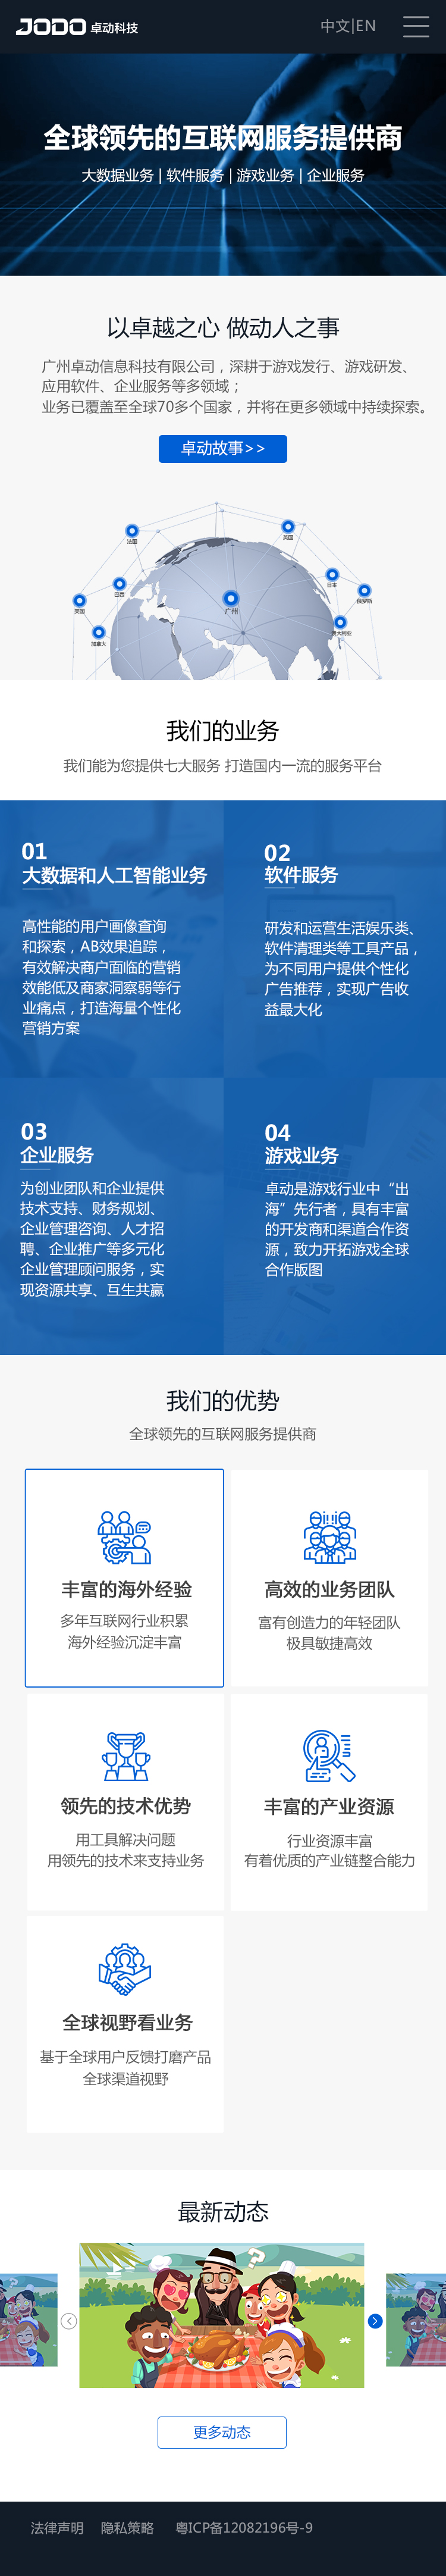 JODO 卓动科技
中文|EN
全球领先的互联网服务提供商
大数据业务 | 软件服务 | 游戏业务 | 企业服务
以卓越之心 做动人之事
广州卓动信息科技有限公司，深耕于游戏发行、游戏研发、
应用软件、企业服务等多领域；
业务已覆盖至全球70多个国家，并将在更多领域中持续探索。
卓动故事>>
法国
英国
巴西
日本
美国
俄罗斯
广州
加拿大
澳大利亚
我们的业务
我们能为您提供七大服务 打造国内一流的服务平台
01
大数据和人工智能业务
高性能的用户画像查询
和探索，AB效果追踪，
有效解决商户面临的营销
效能低及商家洞察弱等行
业痛点，打造海量个性化
营销方案
02
软件服务
研发和运营生活娱乐类、
软件清理类等工具产品，
为不同用户提供个性化
广告推荐，实现广告收
益最大化
03
企业服务
为创业团队和企业提供
技术支持、财务规划、
企业管理咨询、人才招
聘、企业推广等多元化
企业管理顾问服务，实
现资源共享、互生共赢
04
游戏业务
卓动是游戏行业中“出
海”先行者，具有丰富
的开发商和渠道合作资
源，致力开拓游戏全球
合作版图
我们的优势
全球领先的互联网服务提供商
丰富的海外经验
多年互联网行业积累
海外经验沉淀丰富
高效的业务团队
富有创造力的年轻团队
极具敏捷高效
领先的技术优势
用工具解决问题
用领先的技术来支持业务
丰富的产业资源
行业资源丰富
有着优质的产业链整合能力
全球视野看业务
基于全球用户反馈打磨产品
全球渠道视野
最新动态
更多动态
法律声明 隐私策略 粤ICP备12082196号-9